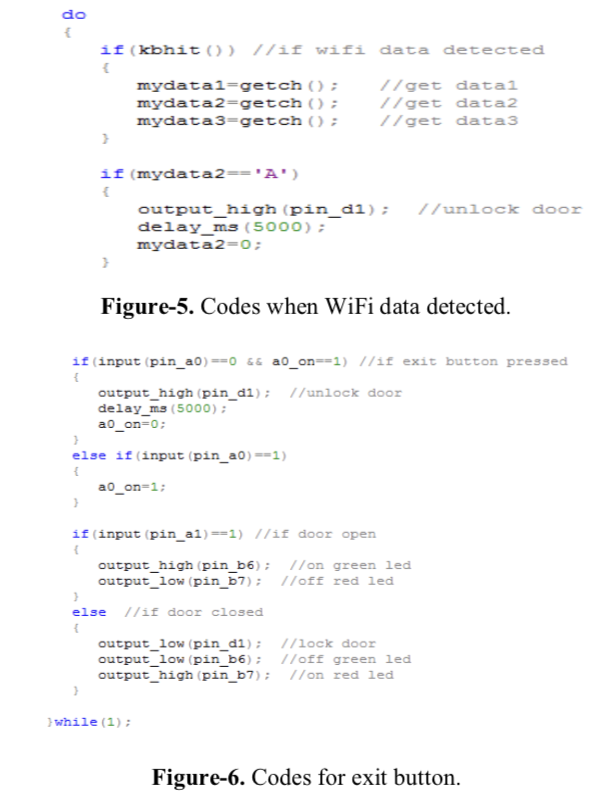 do
{
if(kbhit()) //if wifi data detected
{
mydata1=getch(); //get data1
mydata2=getch(); //get data2
mydata3=getch(); //get data3
}
if(mydata2=='A')
{
output_high(pin_d1); //unlock door
delay_ms(5000);
mydata2=0;
}
Figure-5. Codes when WiFi data detected.
if(input(pin_a0)==0 && a0_on==1) //if exit button pressed
{
output_high(pin_d1); //unlock door
delay_ms(5000);
a0_on=0;
}
else if(input(pin_a0)==1)
{
a0_on=1;
}
if(input(pin_a1)==1) //if door open
{
output_high(pin_b6); //on green led
output_low(pin_b7); //off red led
}
else //if door closed
{
output_low(pin_d1); //lock door
output_low(pin_b6); //off green led
output_high(pin_b7); //on red led
}
}while(1);
Figure-6. Codes for exit button.